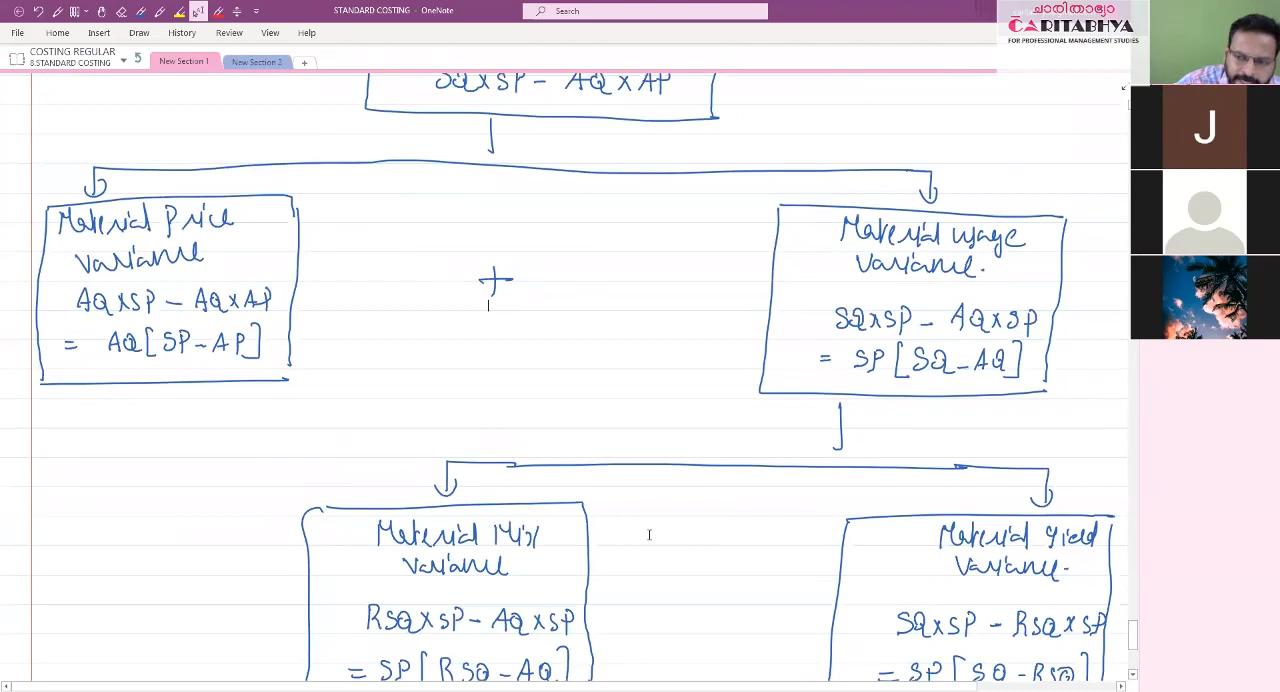 STANDARD COSTING - OneNote
Search
ചാരിതാഭ്യാ
CARITABHYA
FOR PROFESSIONAL MANAGEMENT STUDIES
File Home Insert Draw History Review View Help
COSTING REGULAR
8.STANDARD COSTING
5
New Section 1
New Section 2
+
J
SQ×SP - AQ×AP
Material Price
Variance
AQ×SP - AQ×AP
= AQ[SP-AP]
+
Material usage
Variance.
SQ×SP - AQ×SP
= SP[SQ-AQ]
Material Mix
Variance
RSQ×SP - AQ×SP
= SP[RSQ-AQ]
Material Yield
Variance.
SQ×SP - RSQ×SP
= SP[SQ-RSQ]